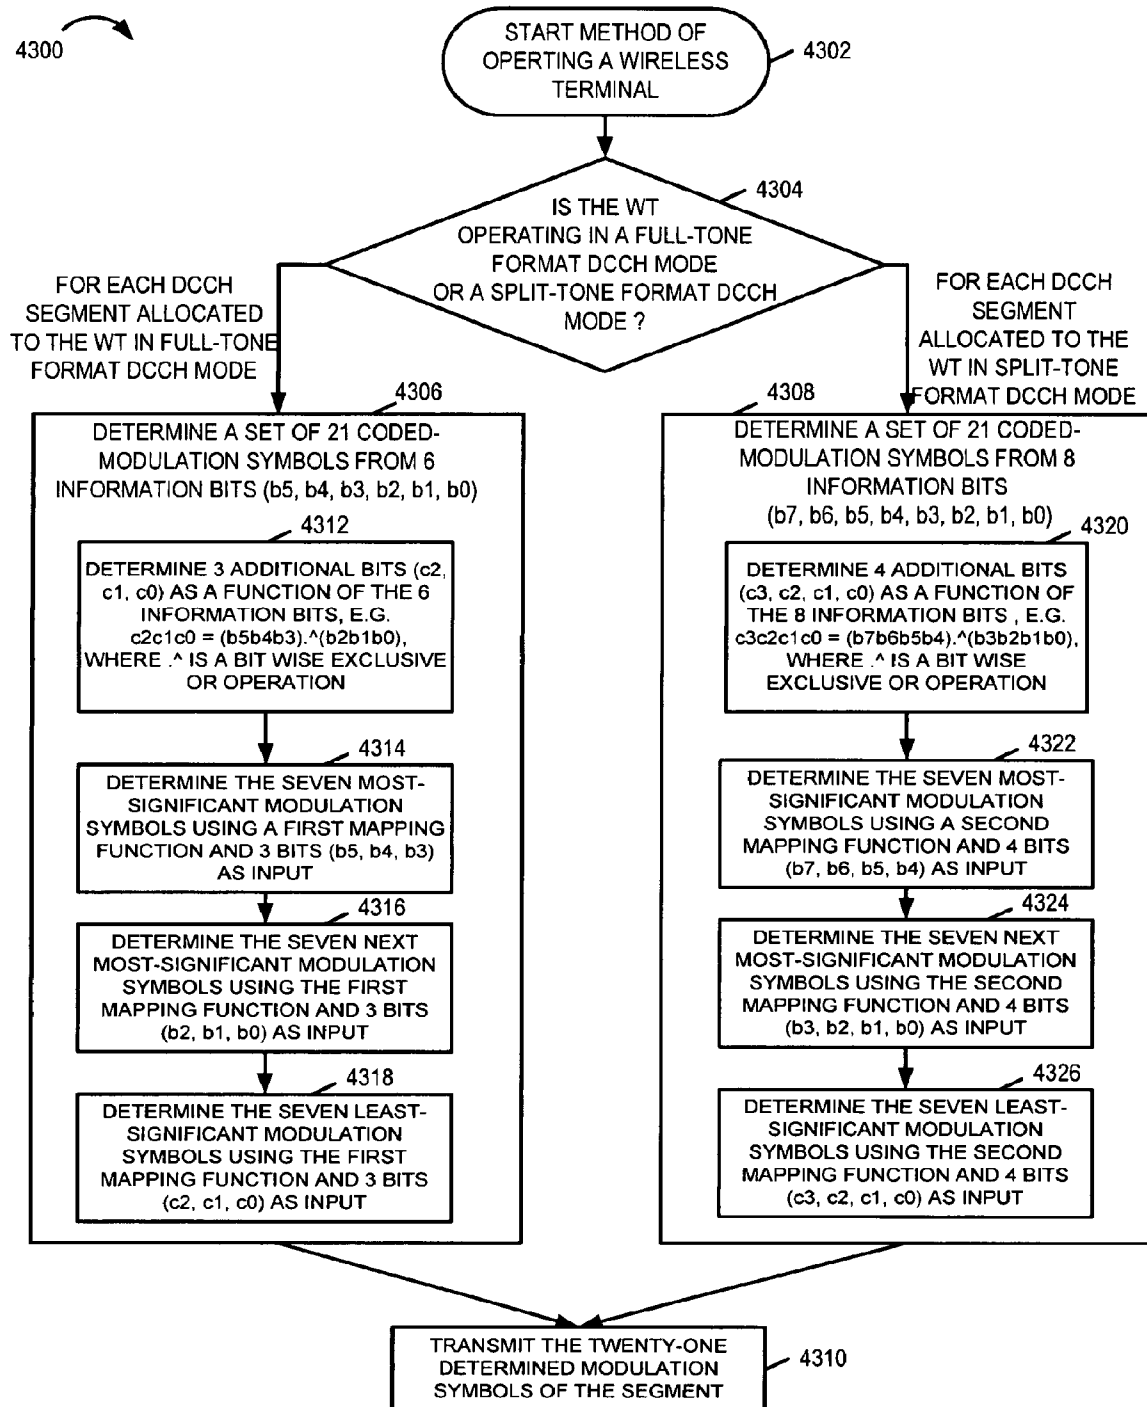 4300
START METHOD OF
OPERTING A WIRELESS
TERMINAL
4302
4304
IS THE WT
OPERATING IN A FULL-TONE
FORMAT DCCH MODE
OR A SPLIT-TONE FORMAT DCCH
MODE ?
FOR EACH DCCH
SEGMENT ALLOCATED
TO THE WT IN FULL-TONE
FORMAT DCCH MODE
FOR EACH DCCH
SEGMENT
ALLOCATED TO THE
WT IN SPLIT-TONE
FORMAT DCCH MODE
4306
DETERMINE A SET OF 21 CODED-
MODULATION SYMBOLS FROM 6
INFORMATION BITS (b5, b4, b3, b2, b1, b0)
4312
DETERMINE 3 ADDITIONAL BITS (c2,
c1, c0) AS A FUNCTION OF THE 6
INFORMATION BITS, E.G.
c2c1c0 = (b5b4b3).^(b2b1b0),
WHERE .^ IS A BIT WISE EXCLUSIVE
OR OPERATION
4314
DETERMINE THE SEVEN MOST-
SIGNIFICANT MODULATION
SYMBOLS USING A FIRST MAPPING
FUNCTION AND 3 BITS (b5, b4, b3)
AS INPUT
4316
DETERMINE THE SEVEN NEXT
MOST-SIGNIFICANT MODULATION
SYMBOLS USING THE FIRST
MAPPING FUNCTION AND 3 BITS
(b2, b1, b0) AS INPUT
4318
DETERMINE THE SEVEN LEAST-
SIGNIFICANT MODULATION
SYMBOLS USING THE FIRST
MAPPING FUNCTION AND 3 BITS
(c2, c1, c0) AS INPUT
4308
DETERMINE A SET OF 21 CODED-
MODULATION SYMBOLS FROM 8
INFORMATION BITS
(b7, b6, b5, b4, b3, b2, b1, b0)
4320
DETERMINE 4 ADDITIONAL BITS
(c3, c2, c1, c0) AS A FUNCTION OF
THE 8 INFORMATION BITS , E.G.
c3c2c1c0 = (b7b6b5b4).^(b3b2b1b0),
WHERE .^ IS A BIT WISE
EXCLUSIVE OR OPERATION
4322
DETERMINE THE SEVEN MOST-
SIGNIFICANT MODULATION
SYMBOLS USING A SECOND
MAPPING FUNCTION AND 4 BITS
(b7, b6, b5, b4) AS INPUT
4324
DETERMINE THE SEVEN NEXT
MOST-SIGNIFICANT MODULATION
SYMBOLS USING THE SECOND
MAPPING FUNCTION AND 4 BITS
(b3, b2, b1, b0) AS INPUT
4326
DETERMINE THE SEVEN LEAST-
SIGNIFICANT MODULATION
SYMBOLS USING THE SECOND
MAPPING FUNCTION AND 4 BITS
(c3, c2, c1, c0) AS INPUT
TRANSMIT THE TWENTY-ONE
DETERMINED MODULATION
SYMBOLS OF THE SEGMENT
4310